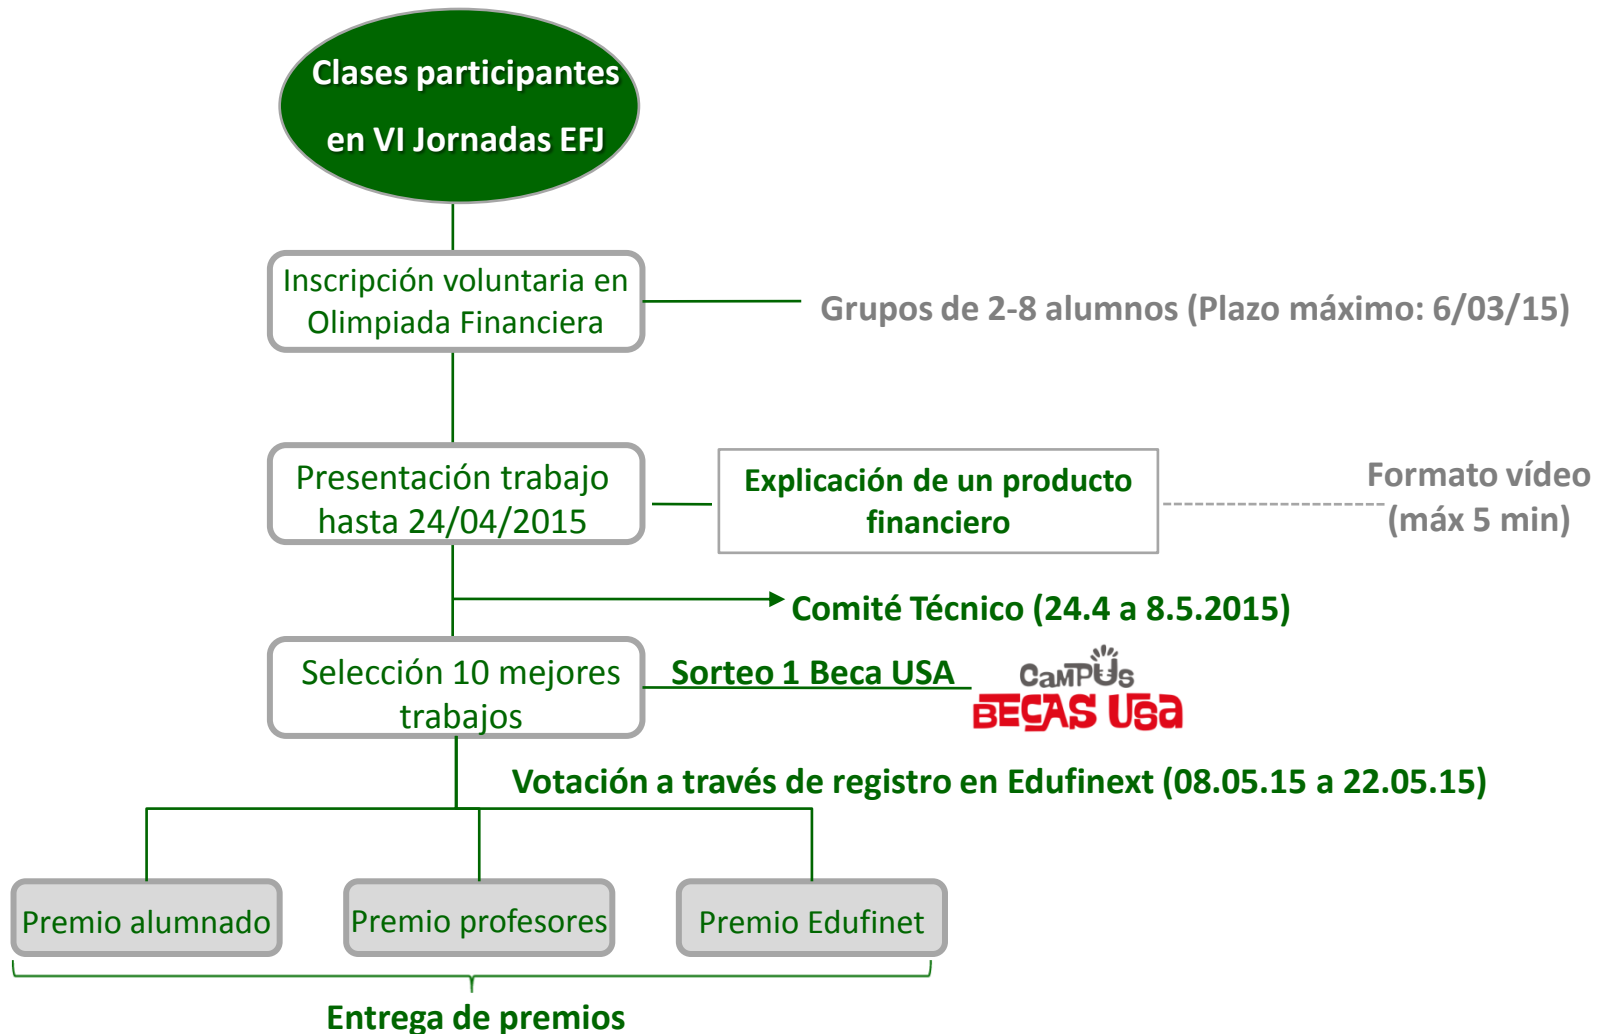 Clases participantes
en VI Jornadas EFJ
Inscripción voluntaria en
Olimpiada Financiera
Grupos de 2-8 alumnos (Plazo máximo: 6/03/15)
Presentación trabajo
hasta 24/04/2015
Explicación de un producto
financiero
Formato vídeo
(máx 5 min)
Comité Técnico (24.4 a 8.5.2015)
Selección 10 mejores
trabajos
Sorteo 1 Beca USA
CaMPUs
BECAS USa
Votación a través de registro en Edufinext (08.05.15 a 22.05.15)
Premio alumnado
Premio profesores
Premio Edufinet
Entrega de premios